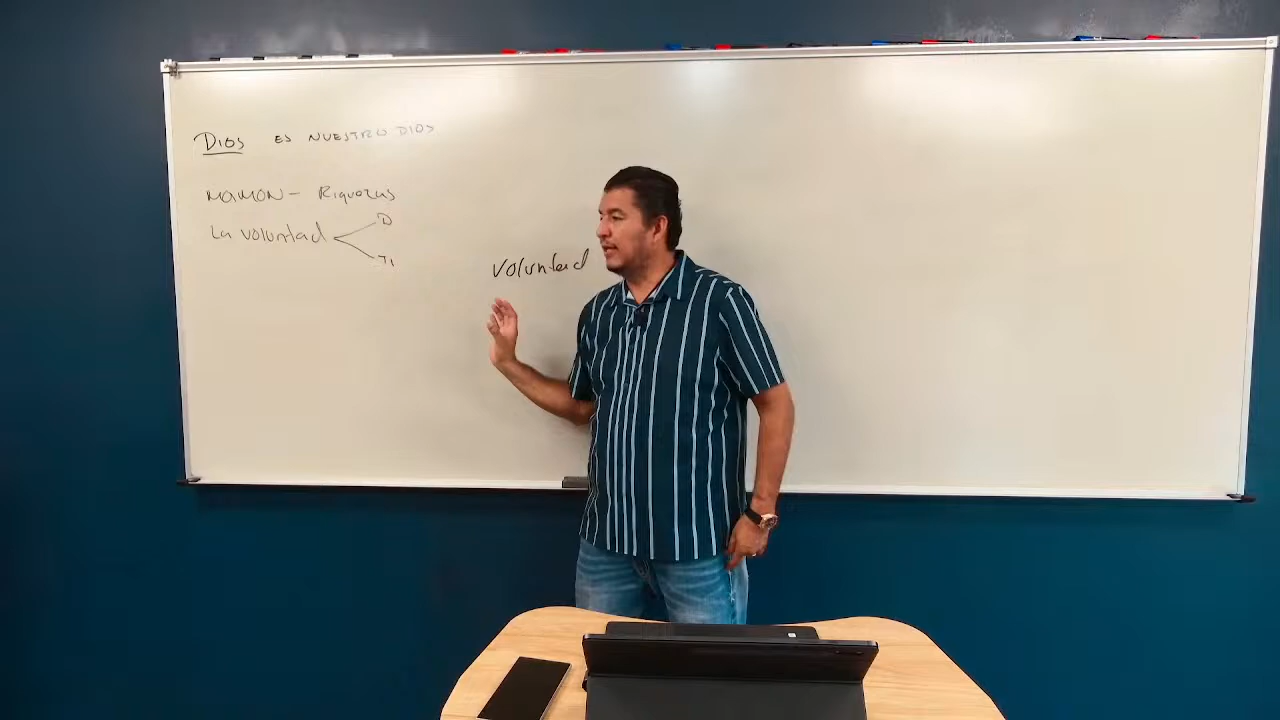 DIOS ES NUESTRO DIOS
MAMON - Riquezas
La voluntad
D
voluntad